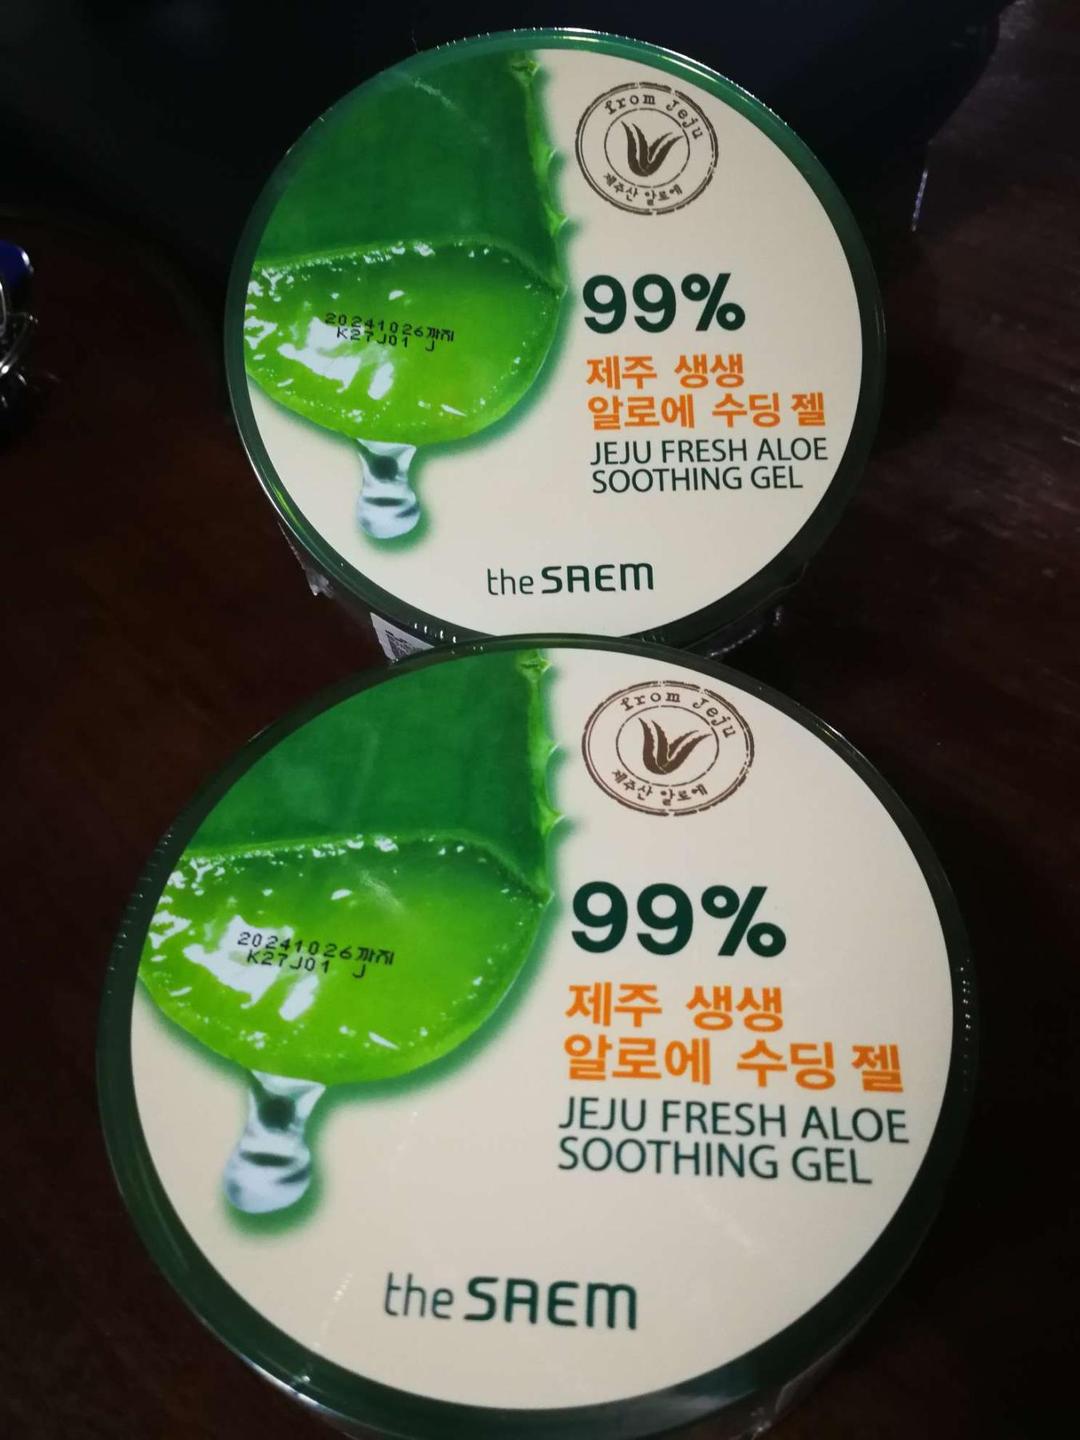 from Jeju
제주산 알로에
99%
20241026까지
K27J01 J
제주 생생
알로에 수딩 젤
JEJU FRESH ALOE
SOOTHING GEL
the SAEM
from Jeju
제주산 알로에
99%
20241026까지
K27J01 J
제주 생생
알로에 수딩 젤
JEJU FRESH ALOE
SOOTHING GEL
the SAEM